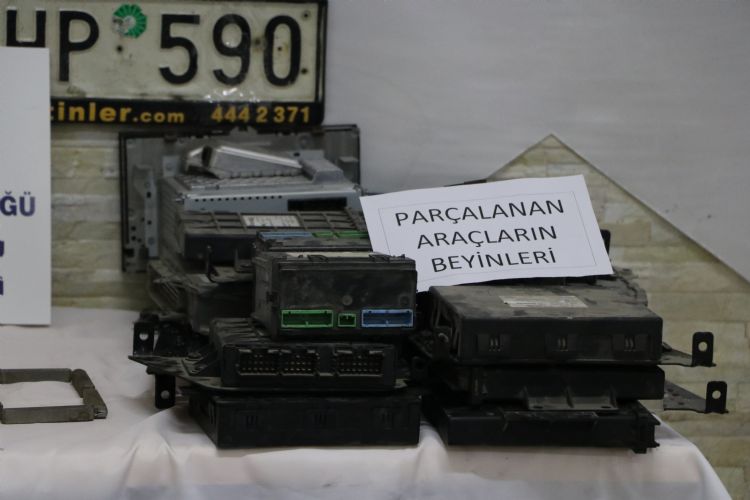 HP 590
tinler.com 444 2 371
ĞÜ
PARÇALANAN
ARAÇLARIN
BEYİNLERİ